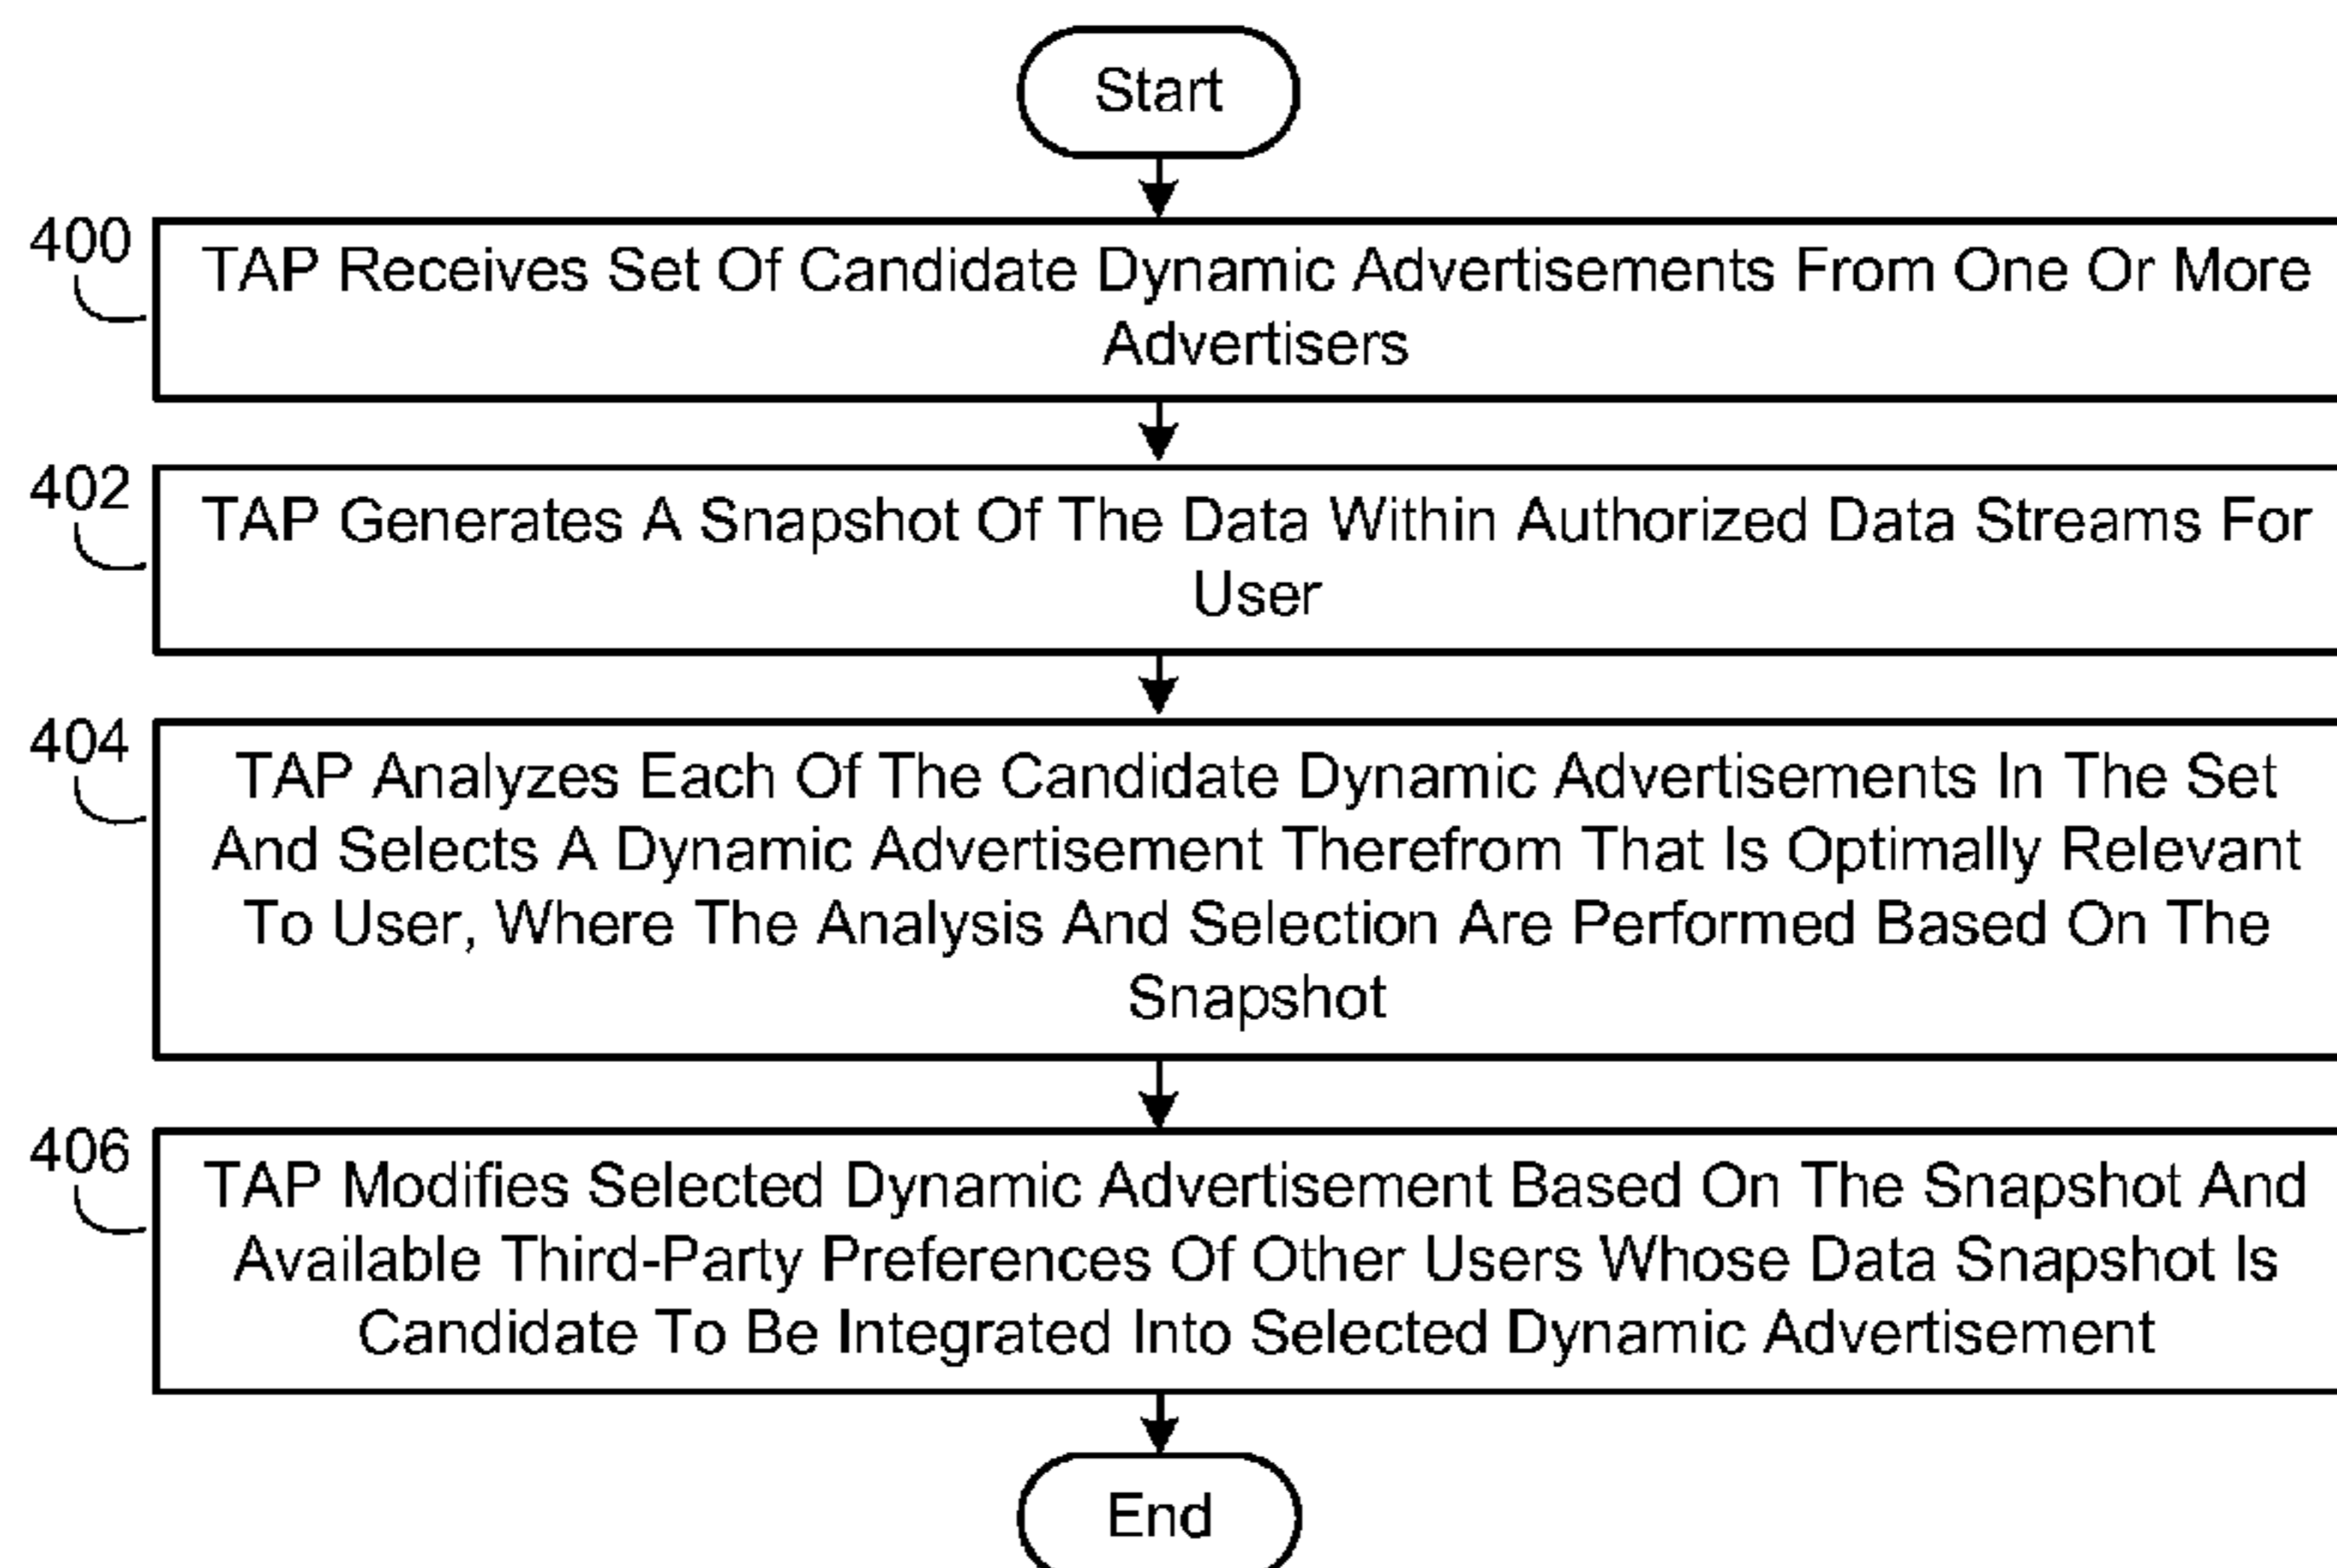 Start
400
TAP Receives Set Of Candidate Dynamic Advertisements From One Or More
Advertisers
402
TAP Generates A Snapshot Of The Data Within Authorized Data Streams For
User
404
TAP Analyzes Each Of The Candidate Dynamic Advertisements In The Set
And Selects A Dynamic Advertisement Therefrom That Is Optimally Relevant
To User, Where The Analysis And Selection Are Performed Based On The
Snapshot
406
TAP Modifies Selected Dynamic Advertisement Based On The Snapshot And
Available Third-Party Preferences Of Other Users Whose Data Snapshot Is
Candidate To Be Integrated Into Selected Dynamic Advertisement
End